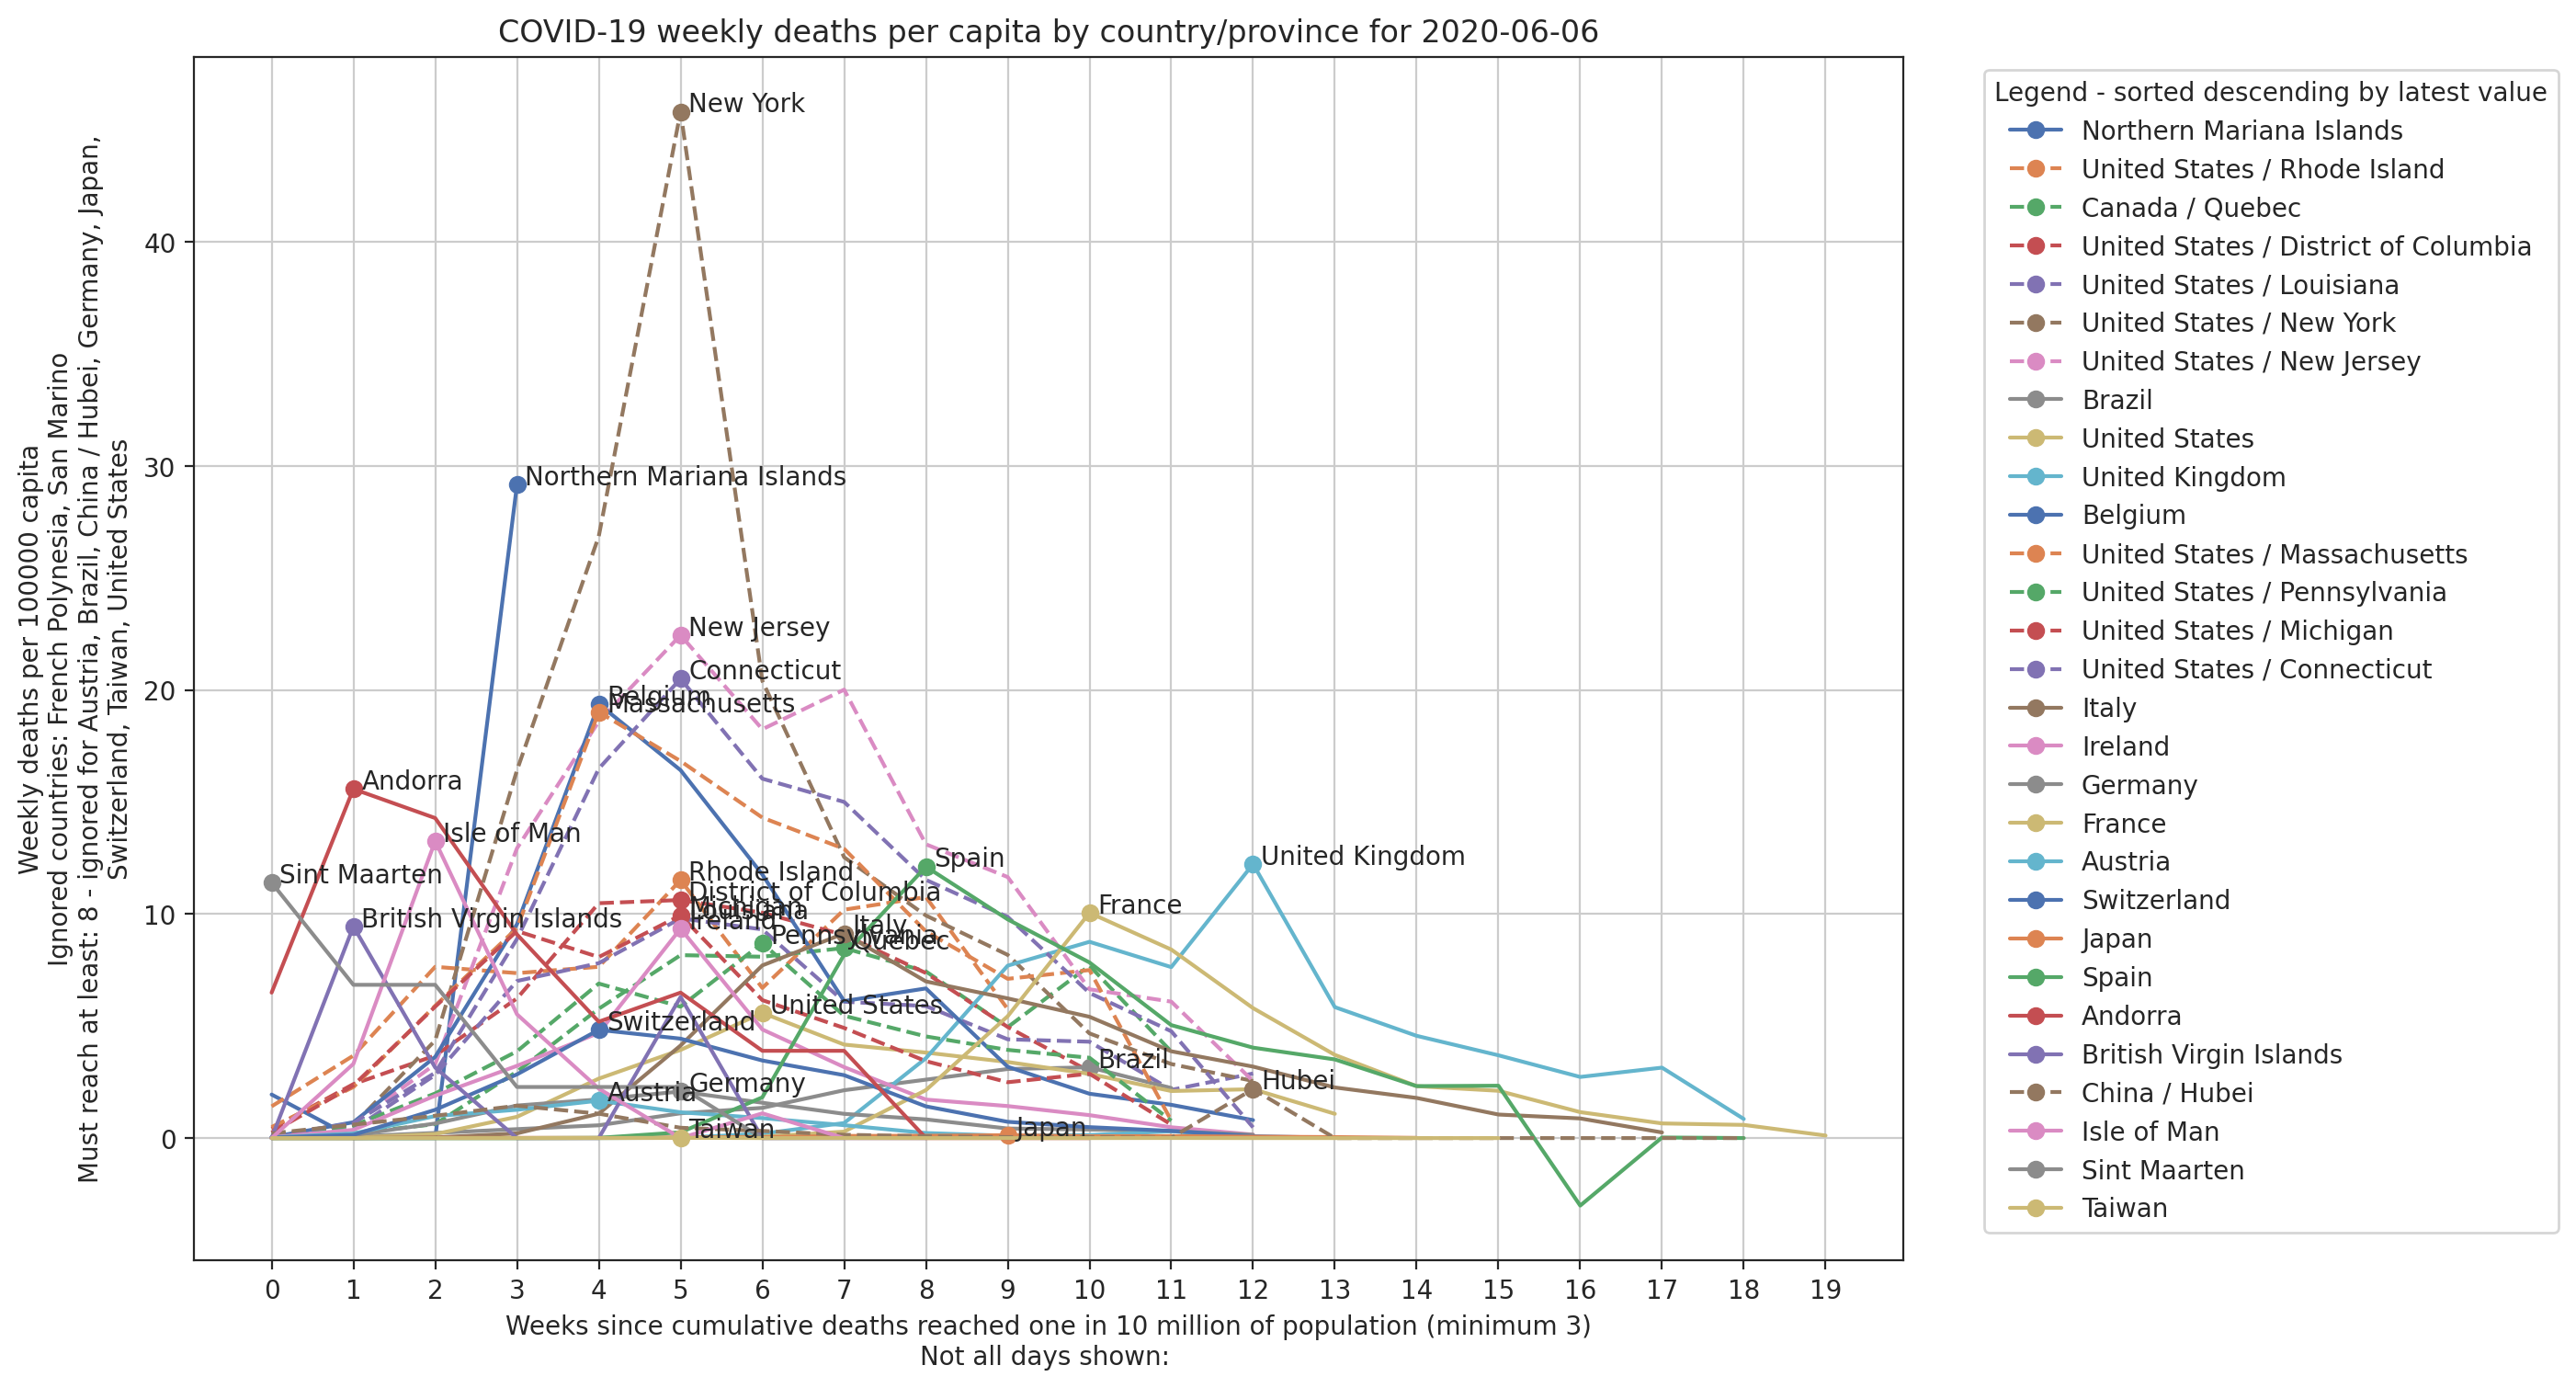 COVID-19 weekly deaths per capita by country/province for 2020-06-06
Weekly deaths per 100000 capita
Ignored countries: French Polynesia, San Marino
Must reach at least: 8 - ignored for Austria, Brazil, China / Hubei, Germany, Japan,
Switzerland, Taiwan, United States
40
30
20
10
0
New York
Northern Mariana Islands
New Jersey
Connecticut
Belgium
Massachusetts
Andorra
Isle of Man
Sint Maarten
British Virgin Islands
Rhode Island
District of Columbia
Michigan
Louisiana
Ireland
Italy
Pennsylvania
Quebec
Spain
United Kingdom
France
United States
Switzerland
Brazil
Germany
Hubei
Austria
Taiwan
Japan
0 1 2 3 4 5 6 7 8 9 10 11 12 13 14 15 16 17 18 19
Weeks since cumulative deaths reached one in 10 million of population (minimum 3)
Not all days shown:
Legend - sorted descending by latest value
Northern Mariana Islands
United States / Rhode Island
Canada / Quebec
United States / District of Columbia
United States / Louisiana
United States / New York
United States / New Jersey
Brazil
United States
United Kingdom
Belgium
United States / Massachusetts
United States / Pennsylvania
United States / Michigan
United States / Connecticut
Italy
Ireland
Germany
France
Austria
Switzerland
Japan
Spain
Andorra
British Virgin Islands
China / Hubei
Isle of Man
Sint Maarten
Taiwan